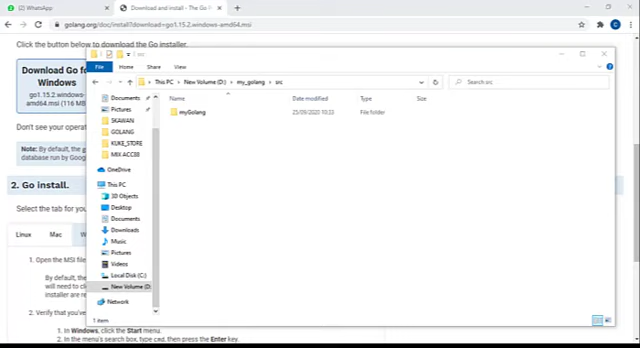 (2) WhatsApp
Download and install - The Go P
golang.org/doc/install?download=go1.15.2.windows-amd64.msi
Click the button below to download the Go installer.
Download Go fo
Windows
go1.15.2.windows-
amd64.msi (116 MB
Don't see your operat
Note: By default, the
database run by Goog
2. Go install.
Select the tab for you
Linux
Mac
1. Open the MSI file
By default, the
will need to cl
installer are re
2. Verify that you've
1. In Windows, click the Start menu.
2. In the menu's search box, type cmd, then press the Enter key.
src
File
Home
Share
View
This PC
New Volume (D:)
my_golang
src
Search src
Documents
Pictures
SKAWAN
GOLANG
KUKE_STORE
MIX ACC88
OneDrive
This PC
3D Objects
Desktop
Documents
Downloads
Music
Pictures
Videos
Local Disk (C:)
New Volume (D:
Network
Name
Date modified
Type
Size
myGolang
25/09/2020 10:33
File folder
1 item